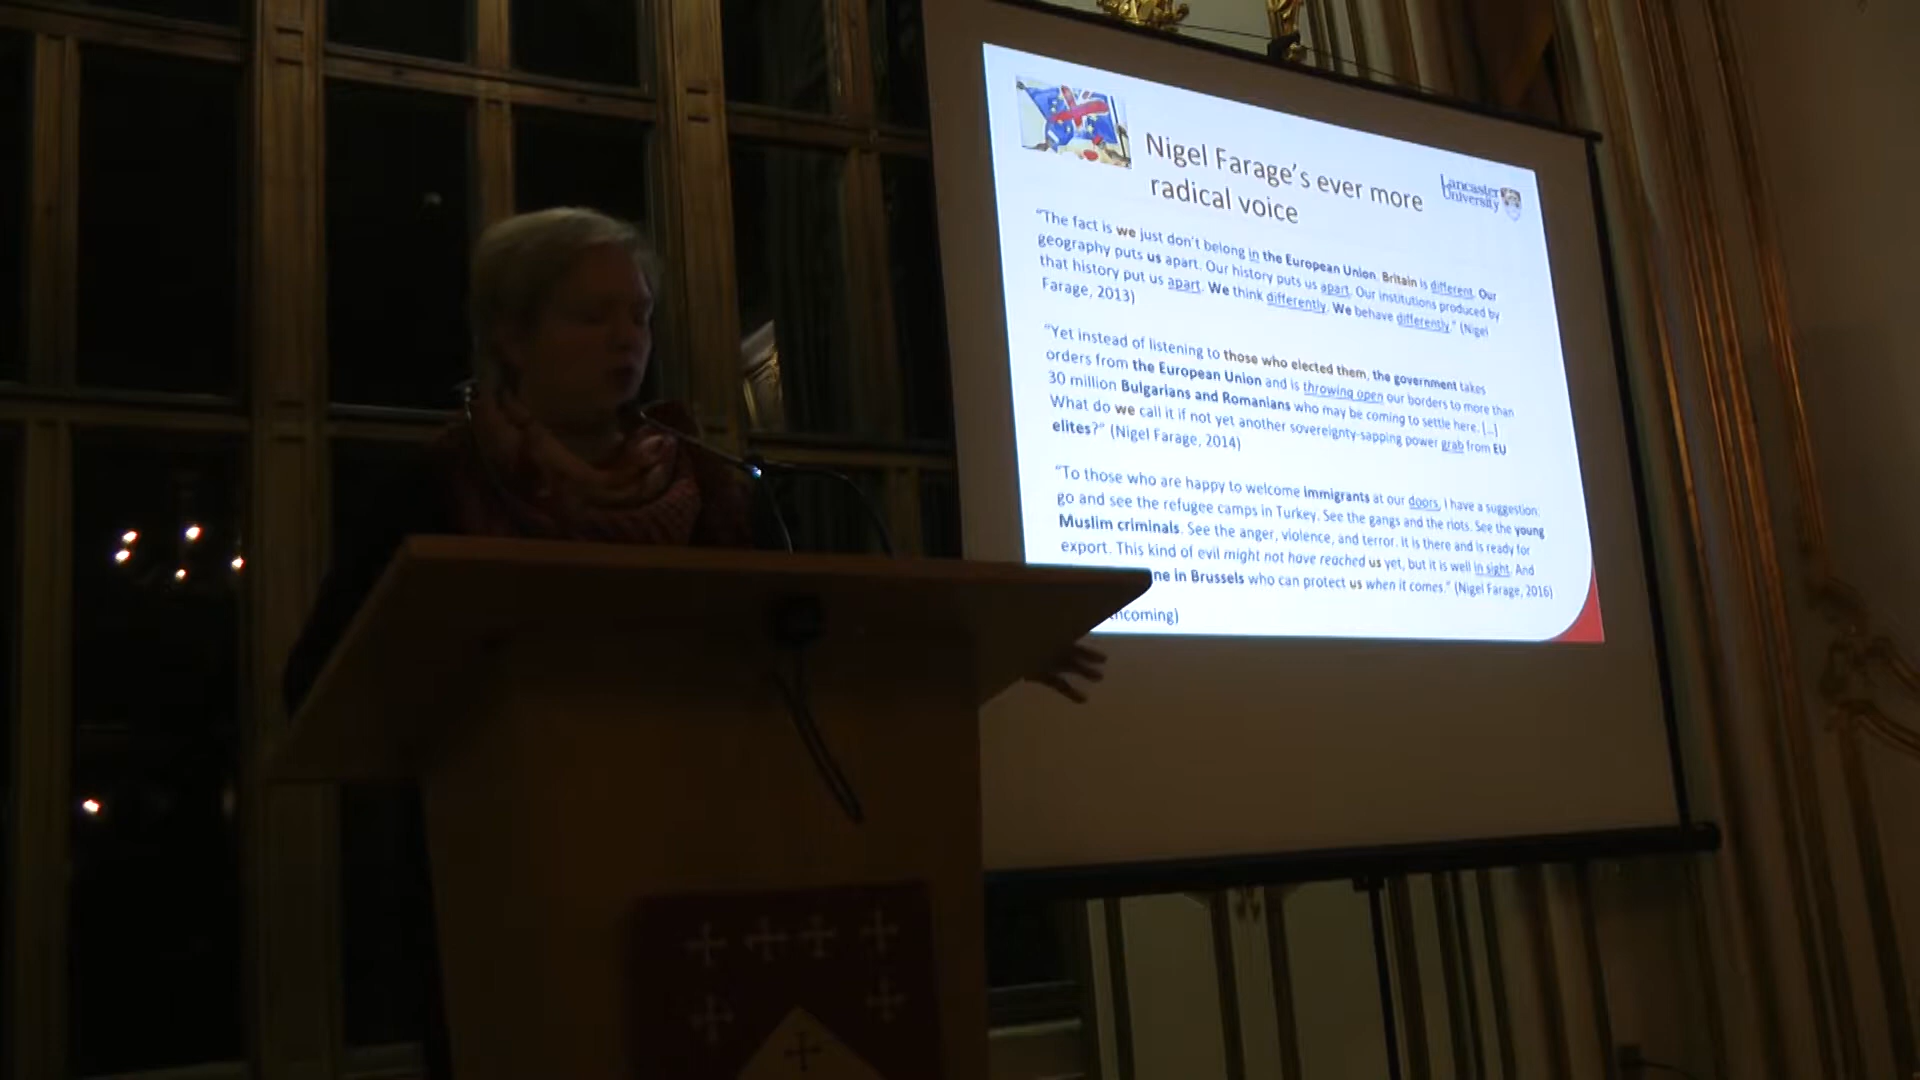 Nigel Farage's ever more
radical voice
Lancaster
University
"The fact is we just don't belong in the European Union. Britain is different. Our
geography puts us apart. Our history puts us apart. Our institutions produced by
that history put us apart. We think differently. We behave differently." (Nigel
Farage, 2013)
"Yet instead of listening to those who elected them, the government takes
orders from the European Union and is throwing open our borders to more than
30 million Bulgarians and Romanians who may be coming to settle here. [...]
What do we call it if not yet another sovereignty-sapping power grab from EU
elites?" (Nigel Farage, 2014)
"To those who are happy to welcome immigrants at our doors, I have a suggestion:
go and see the refugee camps in Turkey. See the gangs and the riots. See the young
Muslim criminals. See the anger, violence, and terror. It is there and is ready for
export. This kind of evil might not have reached us yet, but it is well in sight. And
ne in Brussels who can protect us when it comes." (Nigel Farage, 2016)
hcoming)